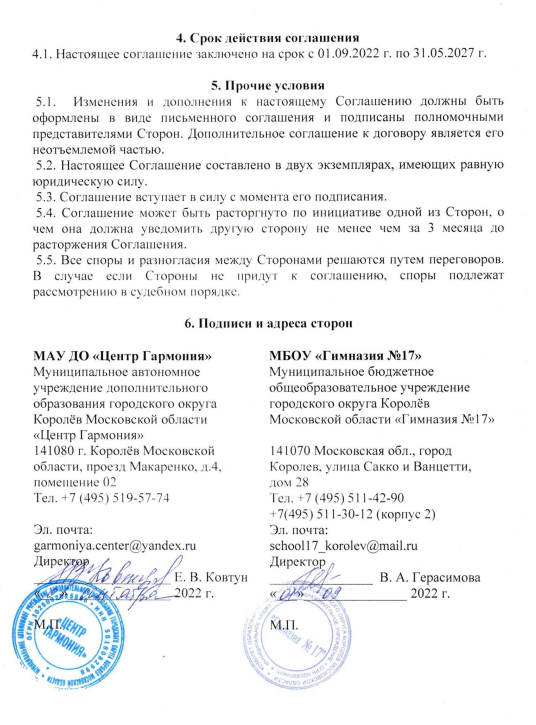 4. Срок действия соглашения
4.1. Настоящее соглашение заключено на срок с 01.09.2022 г. по 31.05.2027 г.
5. Прочие условия
5.1. Изменения и дополнения к настоящему Соглашению должны быть
оформлены в виде письменного соглашения и подписаны полномочными
представителями Сторон. Дополнительное соглашение к договору является его
неотъемлемой частью.
5.2. Настоящее Соглашение составлено в двух экземплярах, имеющих равную
юридическую силу.
5.3. Соглашение вступает в силу с момента его подписания.
5.4. Соглашение может быть расторгнуто по инициативе одной из Сторон, о
чем она должна уведомить другую сторону не менее чем за 3 месяца до
расторжения Соглашения.
5.5. Все споры и разногласия между Сторонами решаются путем переговоров.
В случае если Стороны не придут к соглашению, споры подлежат
рассмотрению в судебном порядке.
6. Подписи и адреса сторон
МАУ ДО «Центр Гармония»
Муниципальное автономное
учреждение дополнительного
образования городского округа
Королёв Московской области
«Центр Гармония»
141080 г. Королёв Московской
области, проезд Макаренко, д.4,
помещение 02
Тел. +7 (495) 519-57-74
Эл. почта:
garmoniya.center@yandex.ru
Директор
Е. В. Ковтун
2022 г.
М.П.
ЦЕНТР
ГАРМОНИЯ
МБОУ «Гимназия №17»
Муниципальное бюджетное
общеобразовательное учреждение
городского округа Королёв
Московской области «Гимназия №17»
141070 Московская обл., город
Королев, улица Сакко и Ванцетти,
дом 28
Тел. +7 (495) 511-42-90
+7(495) 511-30-12 (корпус 2)
Эл. почта:
school17_korolev@mail.ru
Директор
В. А. Герасимова
« 01 » 09 2022 г.
М.П.